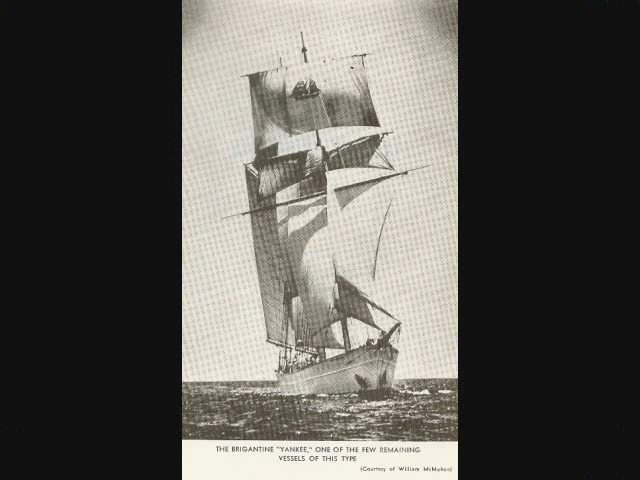 THE BRIGANTINE "YANKEE," ONE OF THE FEW REMAINING
VESSELS OF THIS TYPE
(Courtesy of William McMahon)